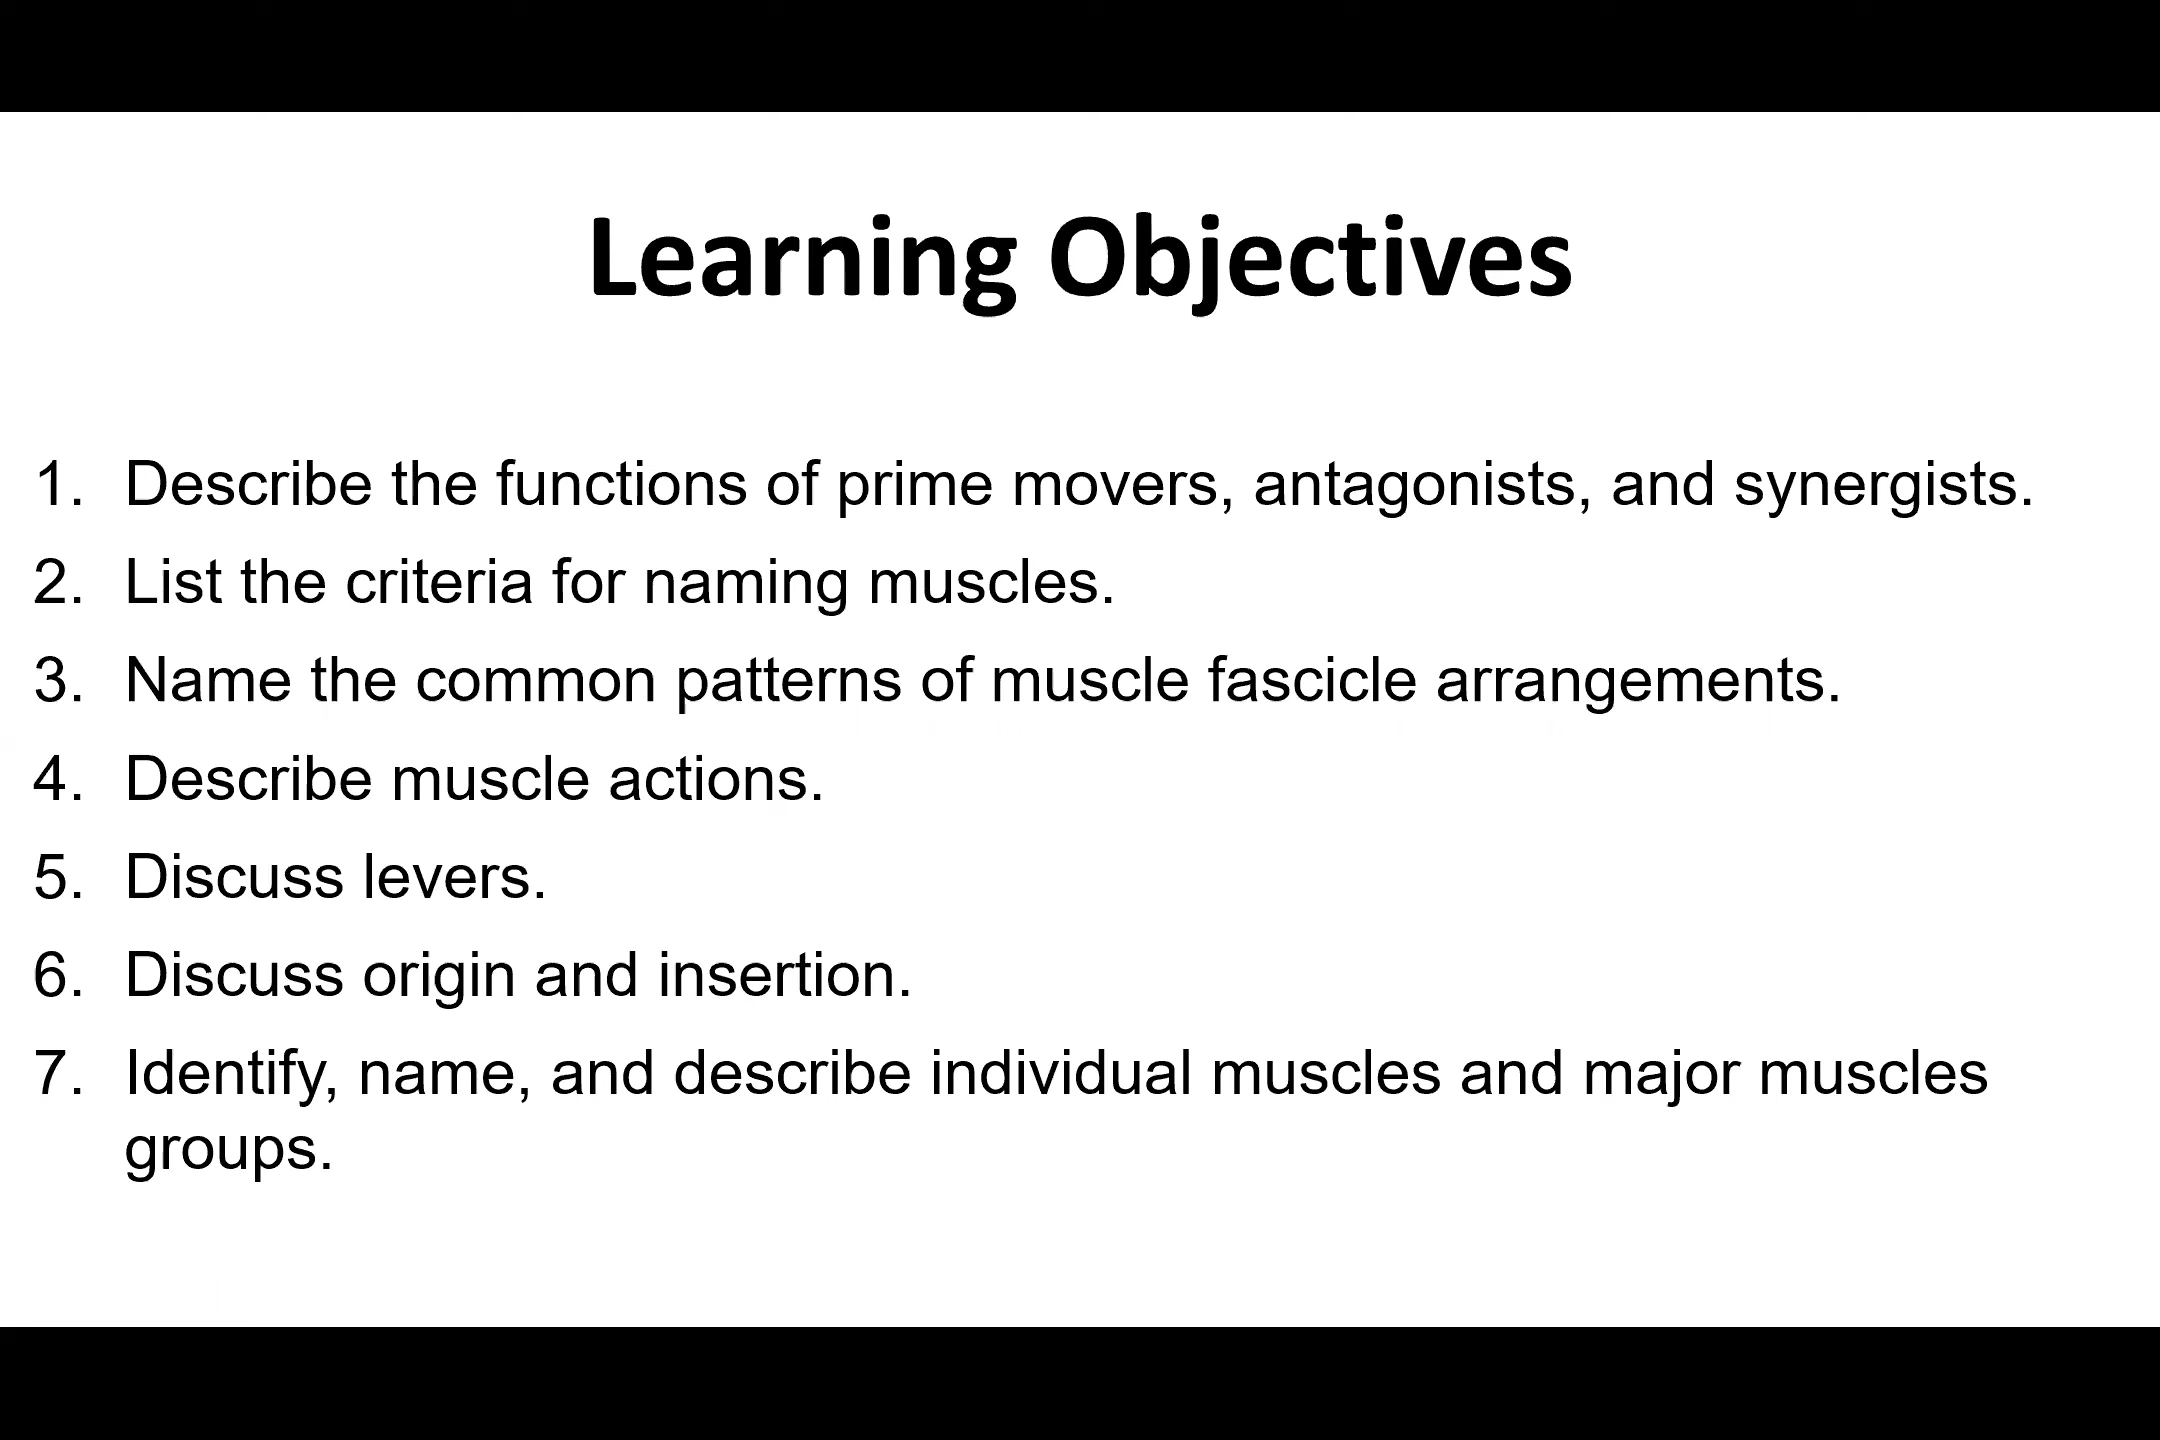 Learning Objectives
1. Describe the functions of prime movers, antagonists, and synergists.
2. List the criteria for naming muscles.
3. Name the common patterns of muscle fascicle arrangements.
4. Describe muscle actions.
5. Discuss levers.
6. Discuss origin and insertion.
7. Identify, name, and describe individual muscles and major muscles
groups.